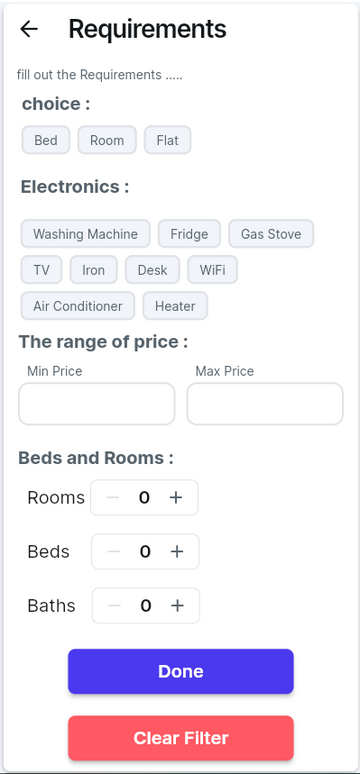 Requirements
fill out the Requirements .....
choice :
Bed Room Flat
Electronics :
Washing Machine Fridge Gas Stove
TV Iron Desk WiFi
Air Conditioner Heater
The range of price :
Min Price Max Price
Beds and Rooms :
Rooms − 0 +
Beds − 0 +
Baths − 0 +
Done
Clear Filter